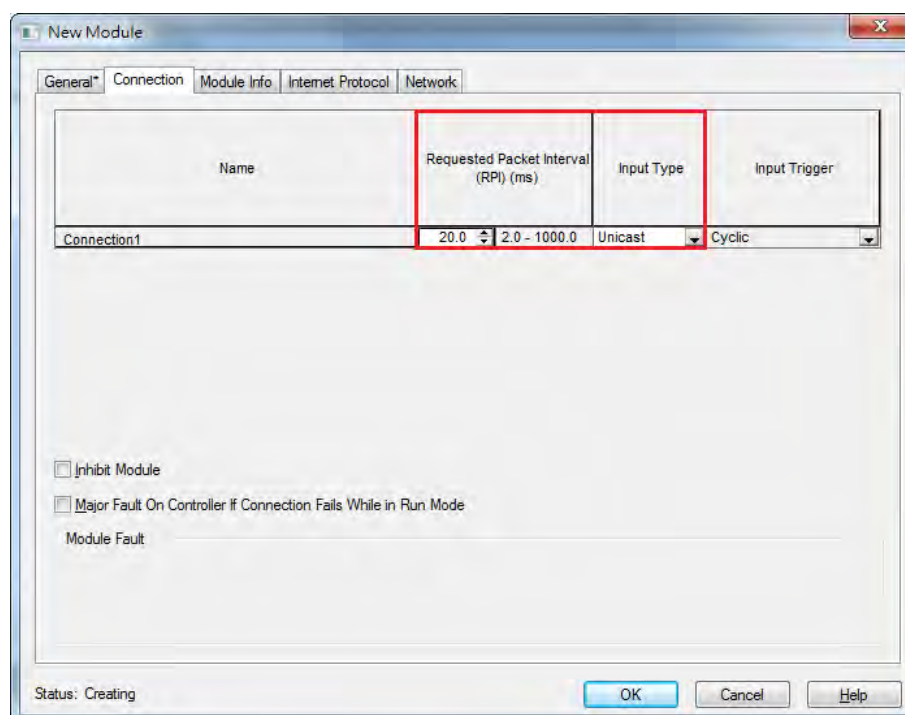 New Module
General* Connection Module Info Internet Protocol Network
Name Requested Packet Interval (RPI) (ms) Input Type Input Trigger
Connection1 20.0 2.0 - 1000.0 Unicast Cyclic
Inhibit Module
Major Fault On Controller If Connection Fails While in Run Mode
Module Fault
Status: Creating OK Cancel Help